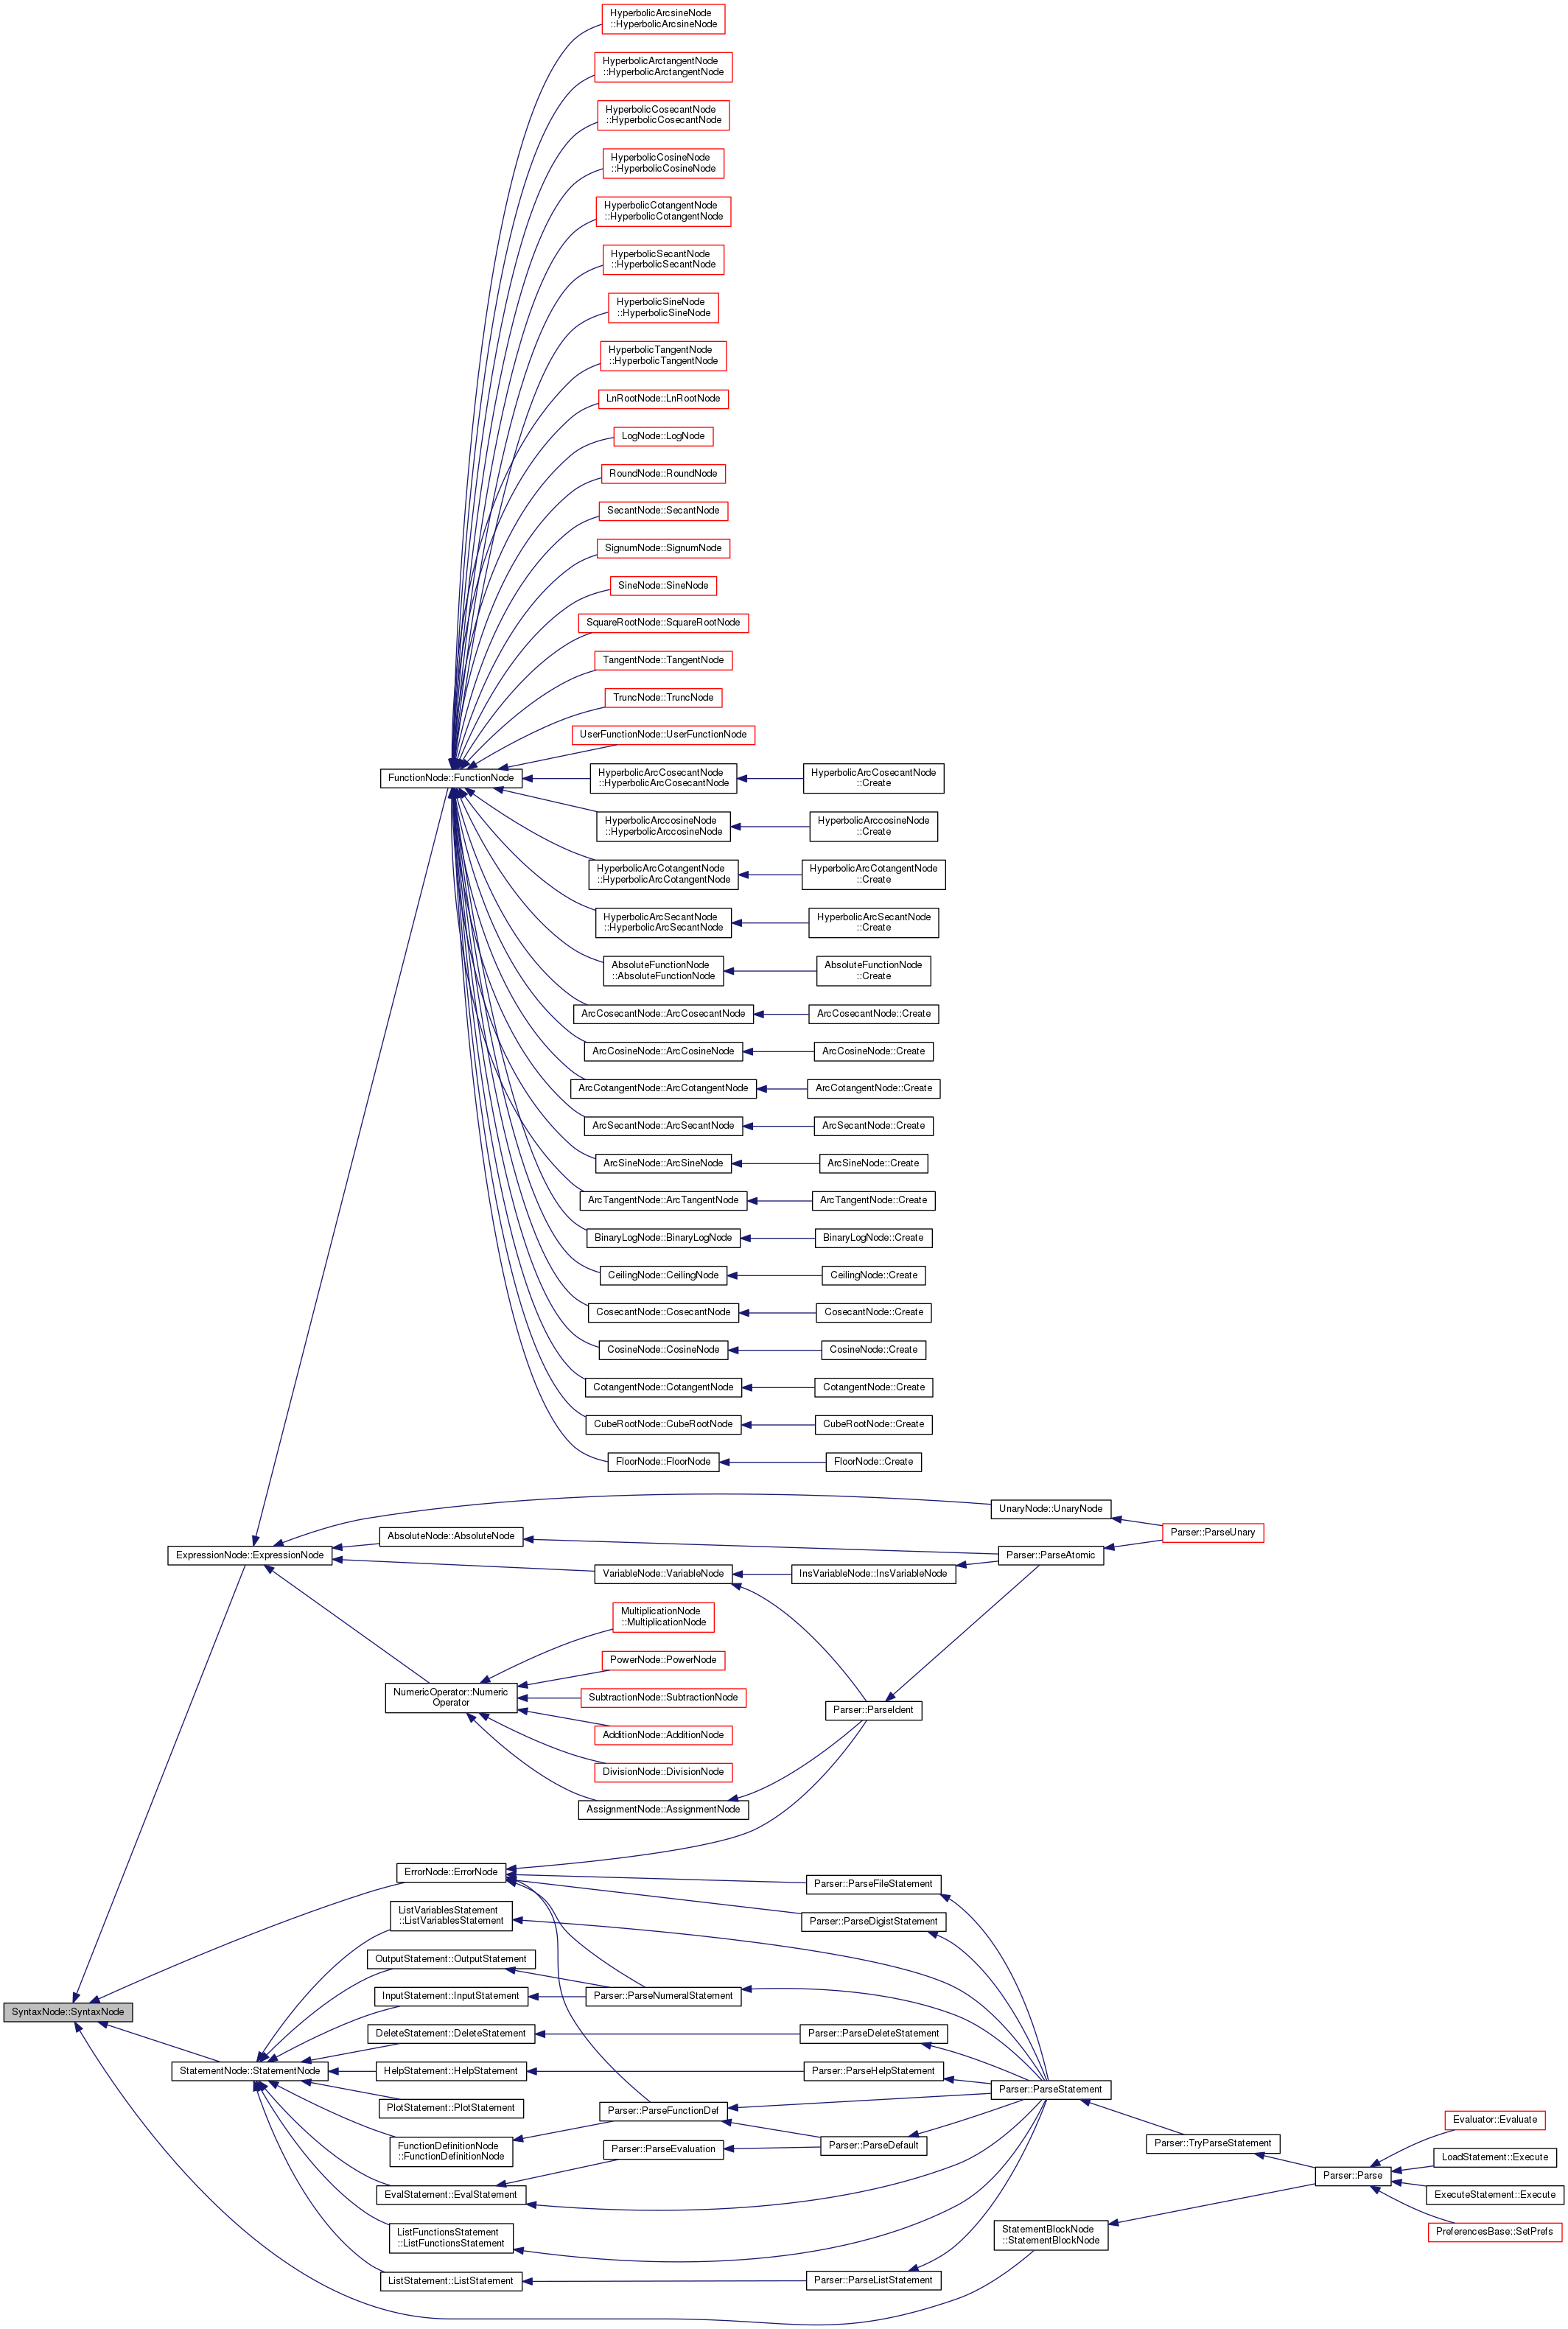 HyperbolicArcsineNode
::HyperbolicArcsineNode
HyperbolicArctangentNode
::HyperbolicArctangentNode
HyperbolicCosecantNode
::HyperbolicCosecantNode
HyperbolicCosineNode
::HyperbolicCosineNode
HyperbolicCotangentNode
::HyperbolicCotangentNode
HyperbolicSecantNode
::HyperbolicSecantNode
HyperbolicSineNode
::HyperbolicSineNode
HyperbolicTangentNode
::HyperbolicTangentNode
LnRootNode::LnRootNode
LogNode::LogNode
RoundNode::RoundNode
SecantNode::SecantNode
SignumNode::SignumNode
SineNode::SineNode
SquareRootNode::SquareRootNode
TangentNode::TangentNode
TruncNode::TruncNode
UserFunctionNode::UserFunctionNode
FunctionNode::FunctionNode
HyperbolicArcCosecantNode
::HyperbolicArcCosecantNode
HyperbolicArcCosecantNode
::Create
HyperbolicArccosineNode
::HyperbolicArccosineNode
HyperbolicArccosineNode
::Create
HyperbolicArcCotangentNode
::HyperbolicArcCotangentNode
HyperbolicArcCotangentNode
::Create
HyperbolicArcSecantNode
::HyperbolicArcSecantNode
HyperbolicArcSecantNode
::Create
AbsoluteFunctionNode
::AbsoluteFunctionNode
AbsoluteFunctionNode
::Create
ArcCosecantNode::ArcCosecantNode
ArcCosecantNode::Create
ArcCosineNode::ArcCosineNode
ArcCosineNode::Create
ArcCotangentNode::ArcCotangentNode
ArcCotangentNode::Create
ArcSecantNode::ArcSecantNode
ArcSecantNode::Create
ArcSineNode::ArcSineNode
ArcSineNode::Create
ArcTangentNode::ArcTangentNode
ArcTangentNode::Create
BinaryLogNode::BinaryLogNode
BinaryLogNode::Create
CeilingNode::CeilingNode
CeilingNode::Create
CosecantNode::CosecantNode
CosecantNode::Create
CosineNode::CosineNode
CosineNode::Create
CotangentNode::CotangentNode
CotangentNode::Create
CubeRootNode::CubeRootNode
CubeRootNode::Create
FloorNode::FloorNode
FloorNode::Create
UnaryNode::UnaryNode
AbsoluteNode::AbsoluteNode
Parser::ParseUnary
ExpressionNode::ExpressionNode
Parser::ParseAtomic
VariableNode::VariableNode
InsVariableNode::InsVariableNode
MultiplicationNode
::MultiplicationNode
PowerNode::PowerNode
NumericOperator::Numeric
Operator
SubtractionNode::SubtractionNode
Parser::ParseIdent
AdditionNode::AdditionNode
DivisionNode::DivisionNode
AssignmentNode::AssignmentNode
ErrorNode::ErrorNode
Parser::ParseFileStatement
ListVariablesStatement
::ListVariablesStatement
Parser::ParseDigistStatement
OutputStatement::OutputStatement
InputStatement::InputStatement
Parser::ParseNumeralStatement
SyntaxNode::SyntaxNode
DeleteStatement::DeleteStatement
Parser::ParseDeleteStatement
StatementNode::StatementNode
HelpStatement::HelpStatement
Parser::ParseHelpStatement
Parser::ParseStatement
PlotStatement::PlotStatement
Parser::ParseFunctionDef
FunctionDefinitionNode
::FunctionDefinitionNode
Parser::ParseEvaluation
Parser::ParseDefault
Parser::TryParseStatement
Evaluator::Evaluate
LoadStatement::Execute
Parser::Parse
ExecuteStatement::Execute
PreferencesBase::SetPrefs
EvalStatement::EvalStatement
ListFunctionsStatement
::ListFunctionsStatement
StatementBlockNode
::StatementBlockNode
ListStatement::ListStatement
Parser::ParseListStatement